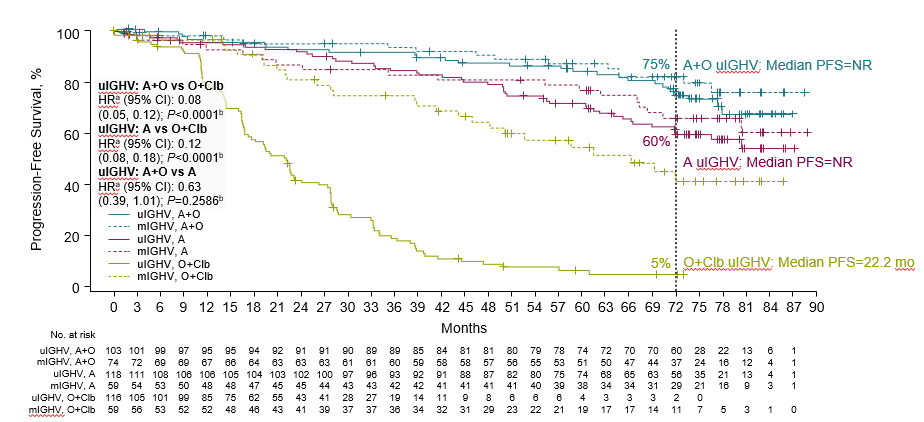 Progression-Free Survival, %
100
80
60
40
20
0
75%
A+O uIGHV: Median PFS=NR
60%
A uIGHV: Median PFS=NR
5%
O+Clb uIGHV: Median PFS=22.2 mo
uIGHV: A+O vs O+Clb
HRᵃ (95% CI): 0.08
(0.05, 0.12); P<0.0001ᵇ
uIGHV: A vs O+Clb
HRᵃ (95% CI): 0.12
(0.08, 0.18); P<0.0001ᵇ
uIGHV: A+O vs A
HRᵃ (95% CI): 0.63
(0.39, 1.01); P=0.2586ᵇ
uIGHV, A+O
mIGHV, A+O
uIGHV, A
mIGHV, A
uIGHV, O+Clb
mIGHV, O+Clb
0 3 6 9 12 15 18 21 24 27 30 33 36 39 42 45 48 51 54 57 60 63 66 69 72 75 78 81 84 87 90
Months
No. at risk
uIGHV, A+O 103 101 99 97 95 95 94 92 91 91 90 89 89 85 84 81 81 80 79 78 74 72 70 70 60 28 22 13 6 1
mIGHV, A+O 74 72 69 69 67 66 64 63 63 63 61 61 60 59 58 58 57 56 55 53 51 50 47 44 37 24 16 12 4 1
uIGHV, A 118 111 108 106 106 105 104 103 102 100 97 96 93 92 91 88 87 82 80 75 74 68 65 63 56 35 21 13 4 1
mIGHV, A 59 54 53 50 48 48 47 45 45 44 43 43 42 42 41 41 41 41 40 39 38 34 34 31 29 21 16 9 3 1
uIGHV, O+Clb 116 105 101 99 85 75 62 55 43 41 28 27 19 14 11 9 8 6 6 6 4 3 3 3 2 0
mIGHV, O+Clb 59 56 53 52 52 48 46 43 41 39 37 37 36 34 32 31 29 23 22 21 19 17 17 14 11 7 5 3 1 0